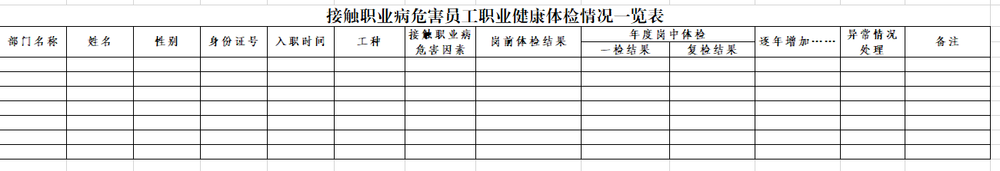 接触职业病危害员工职业健康体检情况一览表
部门名称 姓名 性别 身份证号 入职时间 工种 接触职业病 岗前体检结果 年度岗中体检 逐年增加…… 异常情况 备注
危害因素 一检结果 复检结果 处理